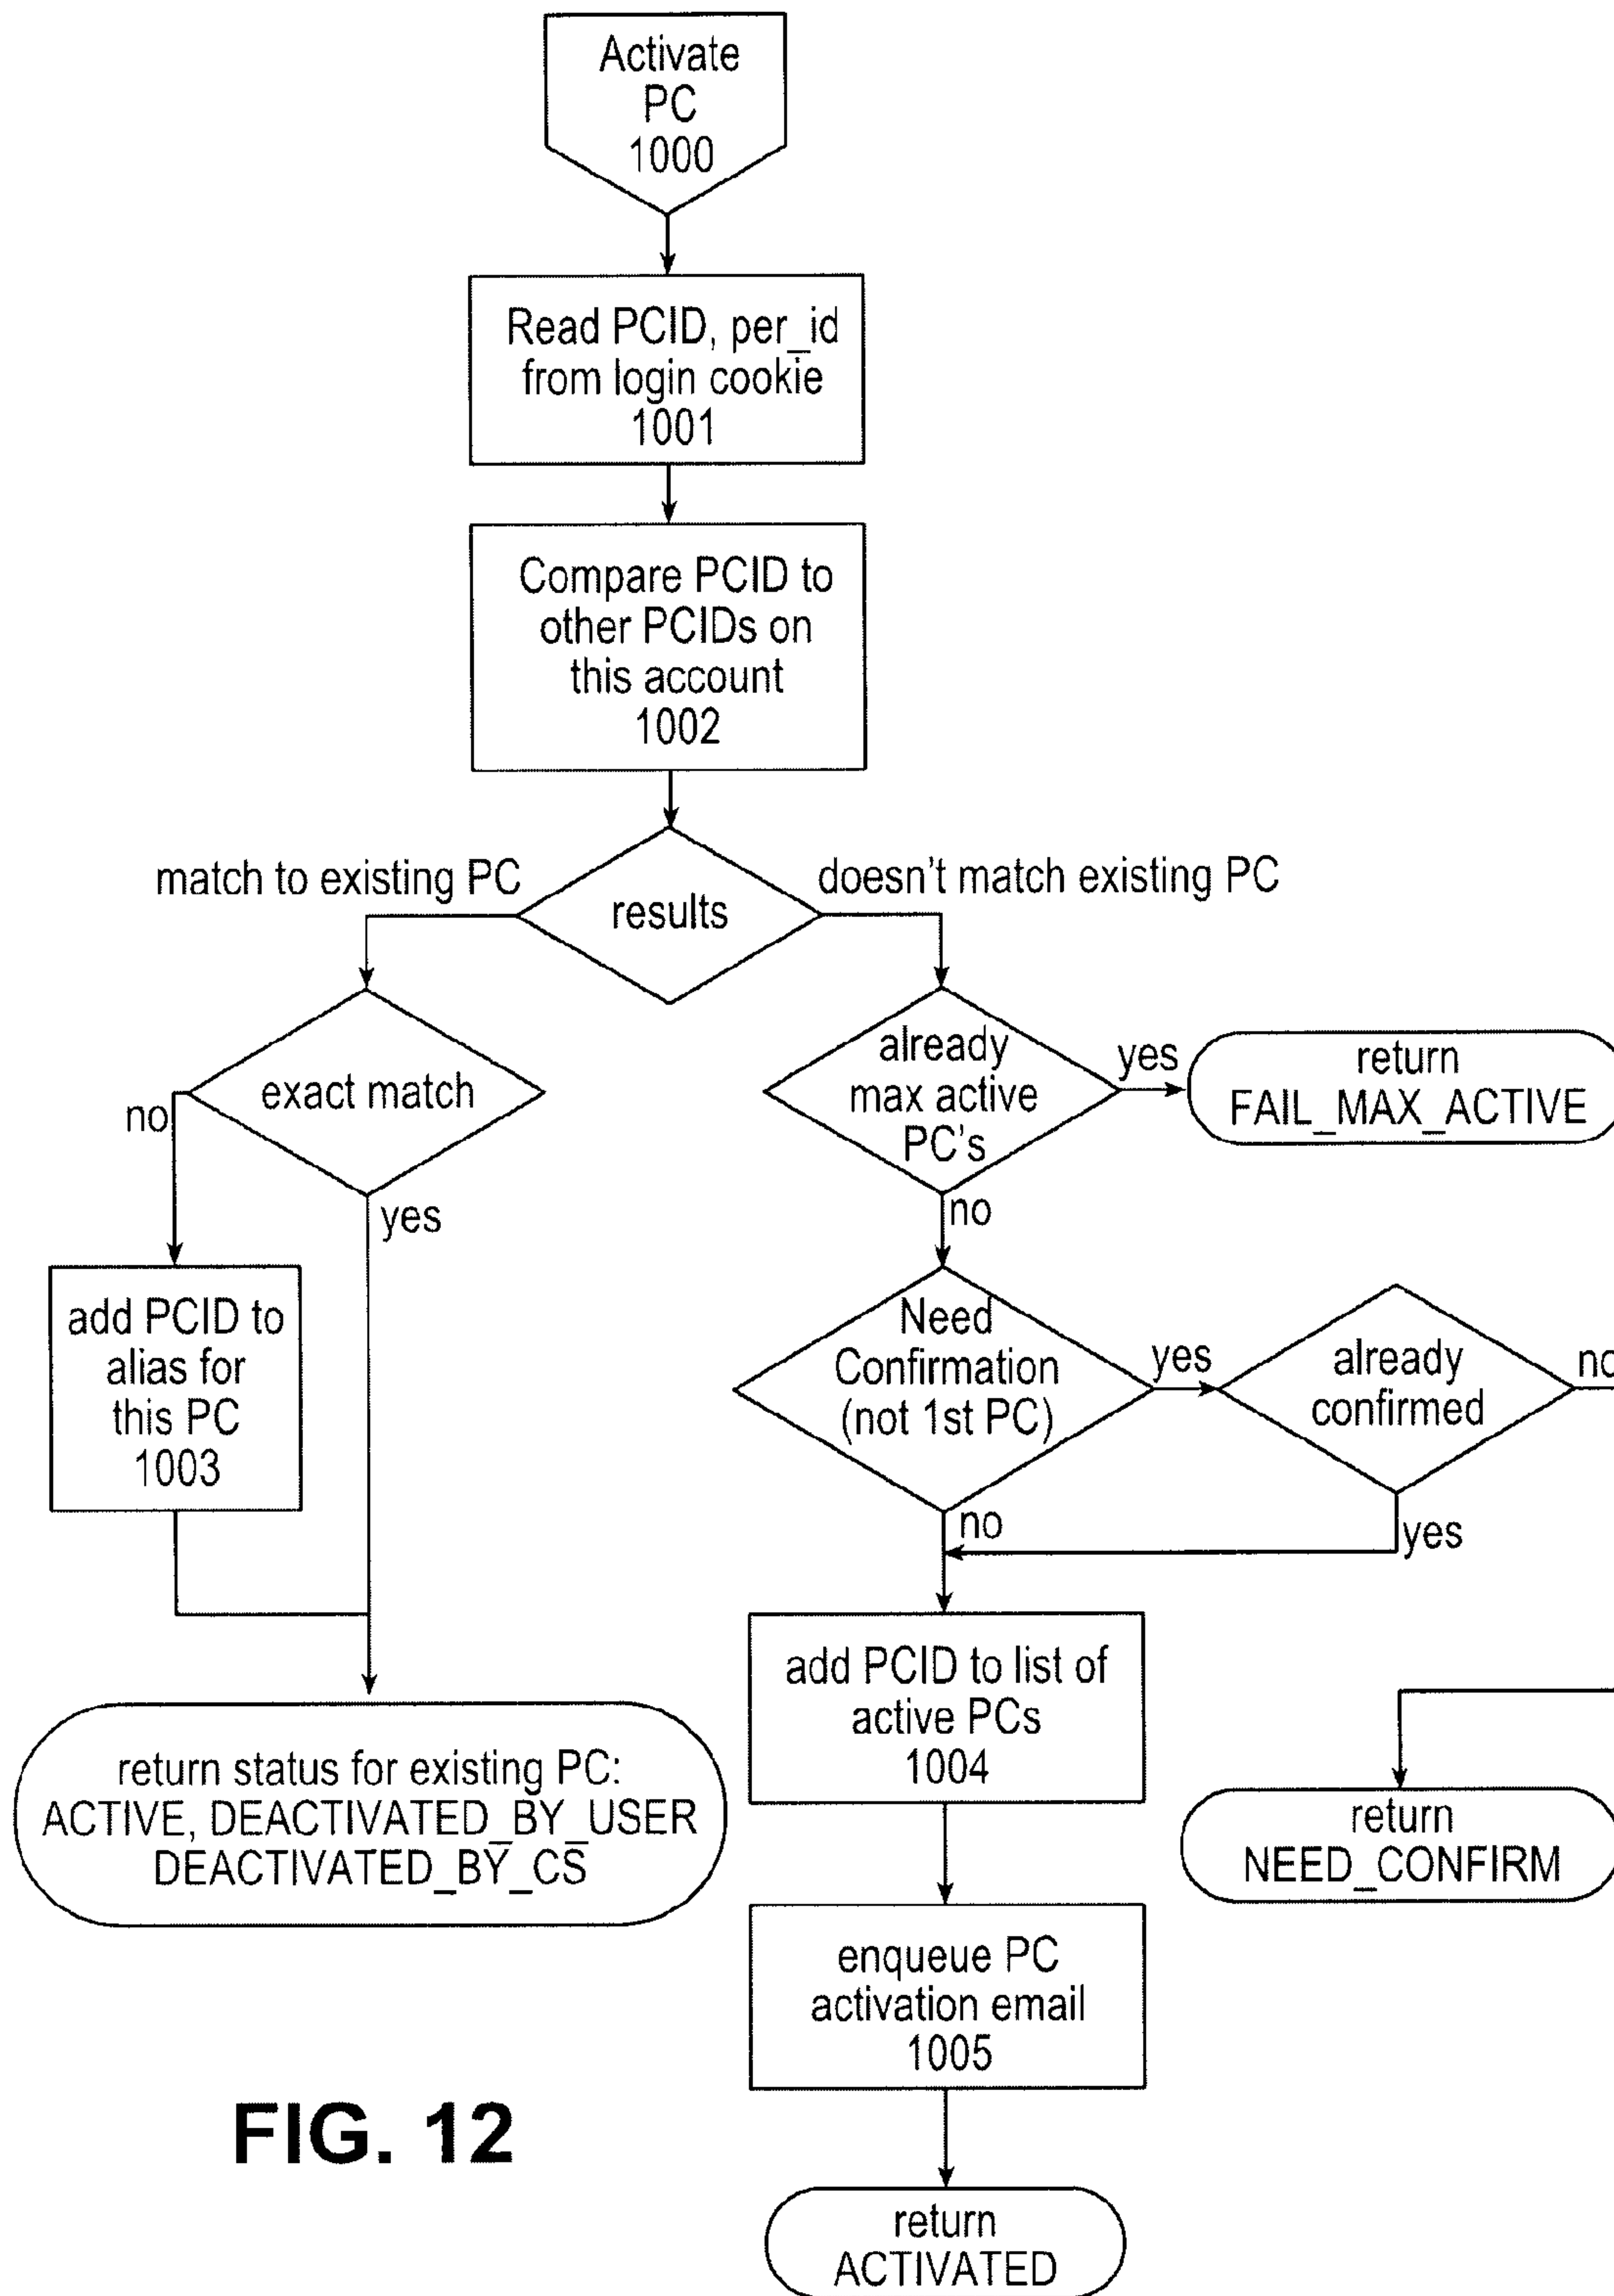 Activate
PC
1000
Read PCID, per_id
from login cookie
1001
Compare PCID to
other PCIDs on
this account
1002
match to existing PC
results
doesn't match existing PC
exact match
no
yes
already
max active
PC's
yes
return
FAIL_MAX_ACTIVE
no
add PCID to
alias for
this PC
1003
Need
Confirmation
(not 1st PC)
yes
already
confirmed
no
no
yes
add PCID to list of
active PCs
1004
return status for existing PC:
ACTIVE, DEACTIVATED_BY_USER
DEACTIVATED_BY_CS
return
NEED_CONFIRM
enqueue PC
activation email
1005
return
ACTIVATED
FIG. 12